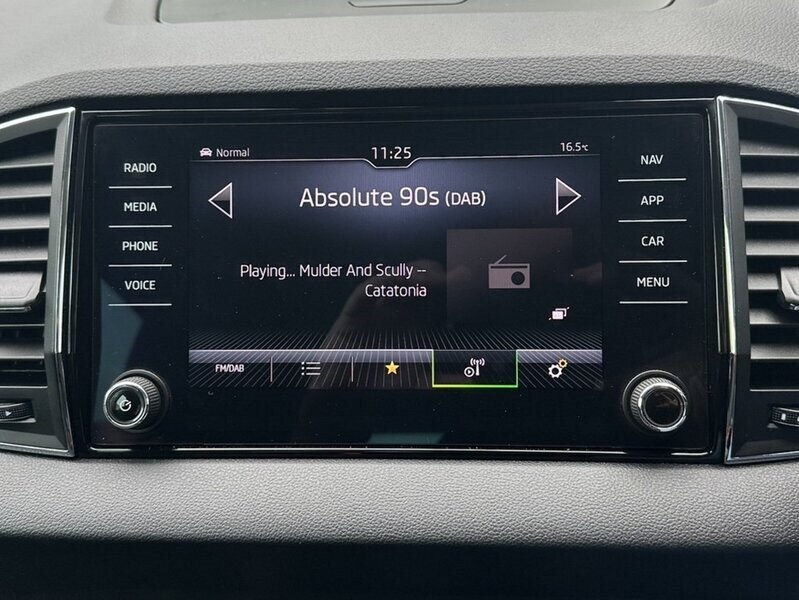 Normal
11:25
16.5°C
RADIO
MEDIA
PHONE
VOICE
Absolute 90s (DAB)
Playing... Mulder And Scully --
Catatonia
NAV
APP
CAR
MENU
FM/DAB